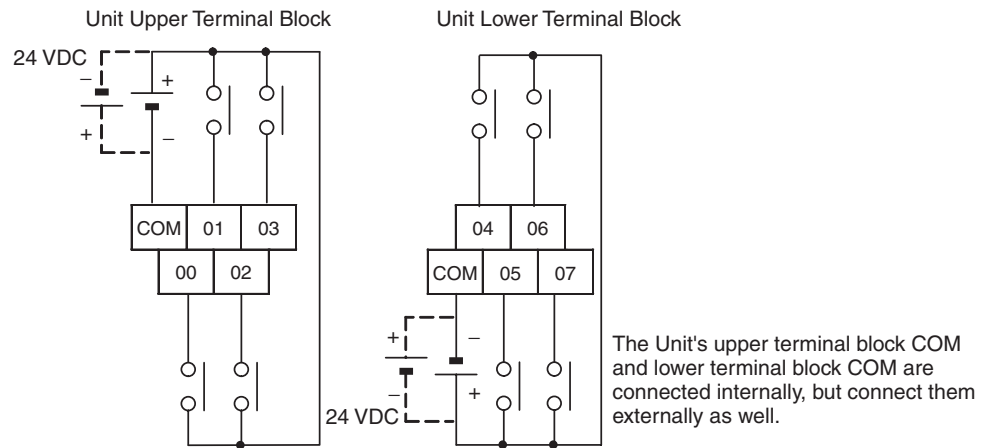 Unit Upper Terminal Block
Unit Lower Terminal Block
24 VDC
− +
+ −
COM 01 03
00 02
04 06
COM 05 07
+ −
− +
24 VDC
The Unit's upper terminal block COM
and lower terminal block COM are
connected internally, but connect them
externally as well.